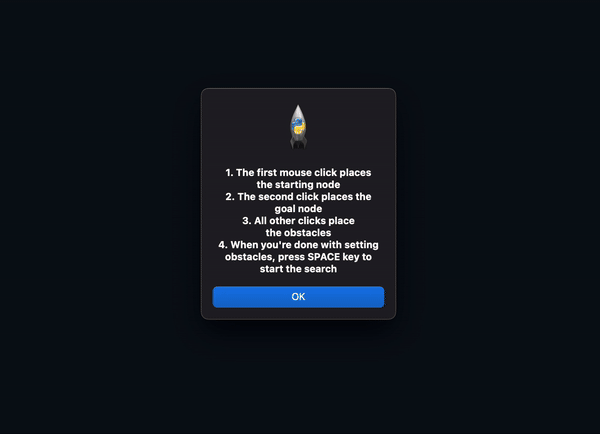 1. The first mouse click places
the starting node
2. The second click places the
goal node
3. All other clicks place
the obstacles
4. When you're done with setting
obstacles, press SPACE key to
start the search
OK